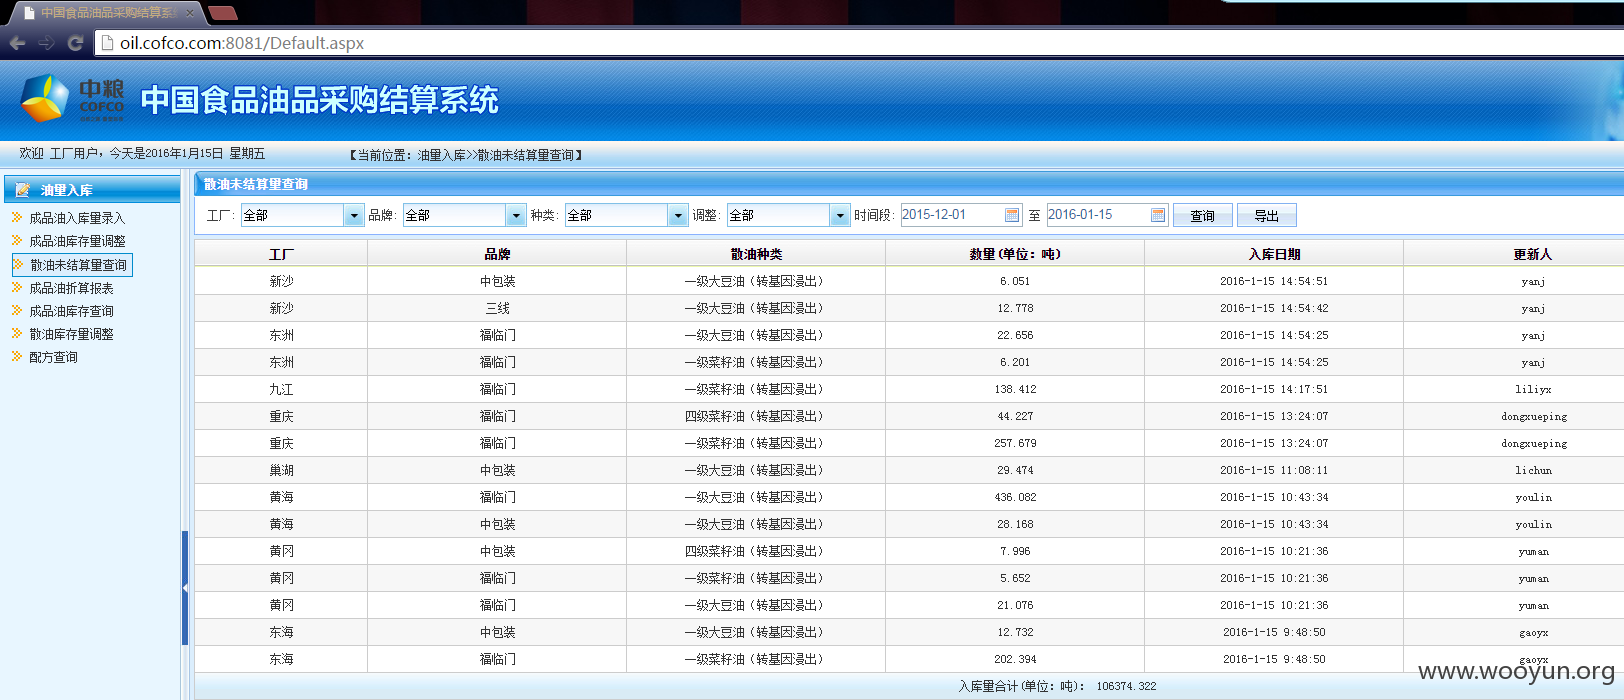 中国食品油品采购结算系
oil.cofco.com:8081/Default.aspx
中粮
COFCO
中国食品油品采购结算系统
欢迎 工厂用户，今天是2016年1月15日 星期五 【当前位置：油量入库>>散油未结算量查询】
油量入库
成品油入库量录入
成品油库存量调整
散油未结算量查询
成品油折算报表
成品油库存查询
散油库存量调整
配方查询
散油未结算量查询
工厂: 全部 品牌: 全部 种类: 全部 调整: 全部 时间段: 2015-12-01 至 2016-01-15 查询 导出
工厂 品牌 散油种类 数量(单位：吨) 入库日期 更新人
新沙 中包装 一级大豆油（转基因浸出） 6.051 2016-1-15 14:54:51 yanj
新沙 三线 一级大豆油（转基因浸出） 12.778 2016-1-15 14:54:42 yanj
东洲 福临门 一级大豆油（转基因浸出） 22.656 2016-1-15 14:54:25 yanj
东洲 福临门 一级菜籽油（转基因浸出） 6.201 2016-1-15 14:54:25 yanj
九江 福临门 一级菜籽油（转基因浸出） 138.412 2016-1-15 14:17:51 liliyx
重庆 福临门 四级菜籽油（转基因浸出） 44.227 2016-1-15 13:24:07 dongxueping
重庆 福临门 一级菜籽油（转基因浸出） 257.679 2016-1-15 13:24:07 dongxueping
巢湖 中包装 一级大豆油（转基因浸出） 29.474 2016-1-15 11:08:11 lichun
黄海 福临门 一级大豆油（转基因浸出） 436.082 2016-1-15 10:43:34 youlin
黄海 中包装 一级大豆油（转基因浸出） 28.168 2016-1-15 10:43:34 youlin
黄冈 中包装 四级菜籽油（转基因浸出） 7.996 2016-1-15 10:21:36 yuman
黄冈 福临门 一级菜籽油（转基因浸出） 5.652 2016-1-15 10:21:36 yuman
黄冈 福临门 一级大豆油（转基因浸出） 21.076 2016-1-15 10:21:36 yuman
东海 中包装 一级大豆油（转基因浸出） 12.732 2016-1-15 9:48:50 gaoyx
东海 福临门 一级菜籽油（转基因浸出） 202.394 2016-1-15 9:48:50 gaoyx
入库量合计(单位：吨)： 106374.322
www.wooyun.org